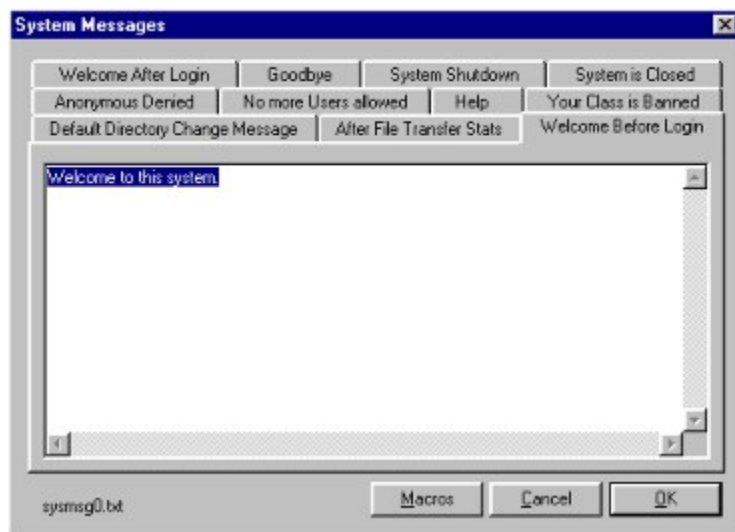 System Messages
Welcome After Login Goodbye System Shutdown System is Closed
Anonymous Denied No more Users allowed Help Your Class is Banned
Default Directory Change Message After File Transfer Stats Welcome Before Login
Welcome to this system.
sysmsg0.txt Macros Cancel OK